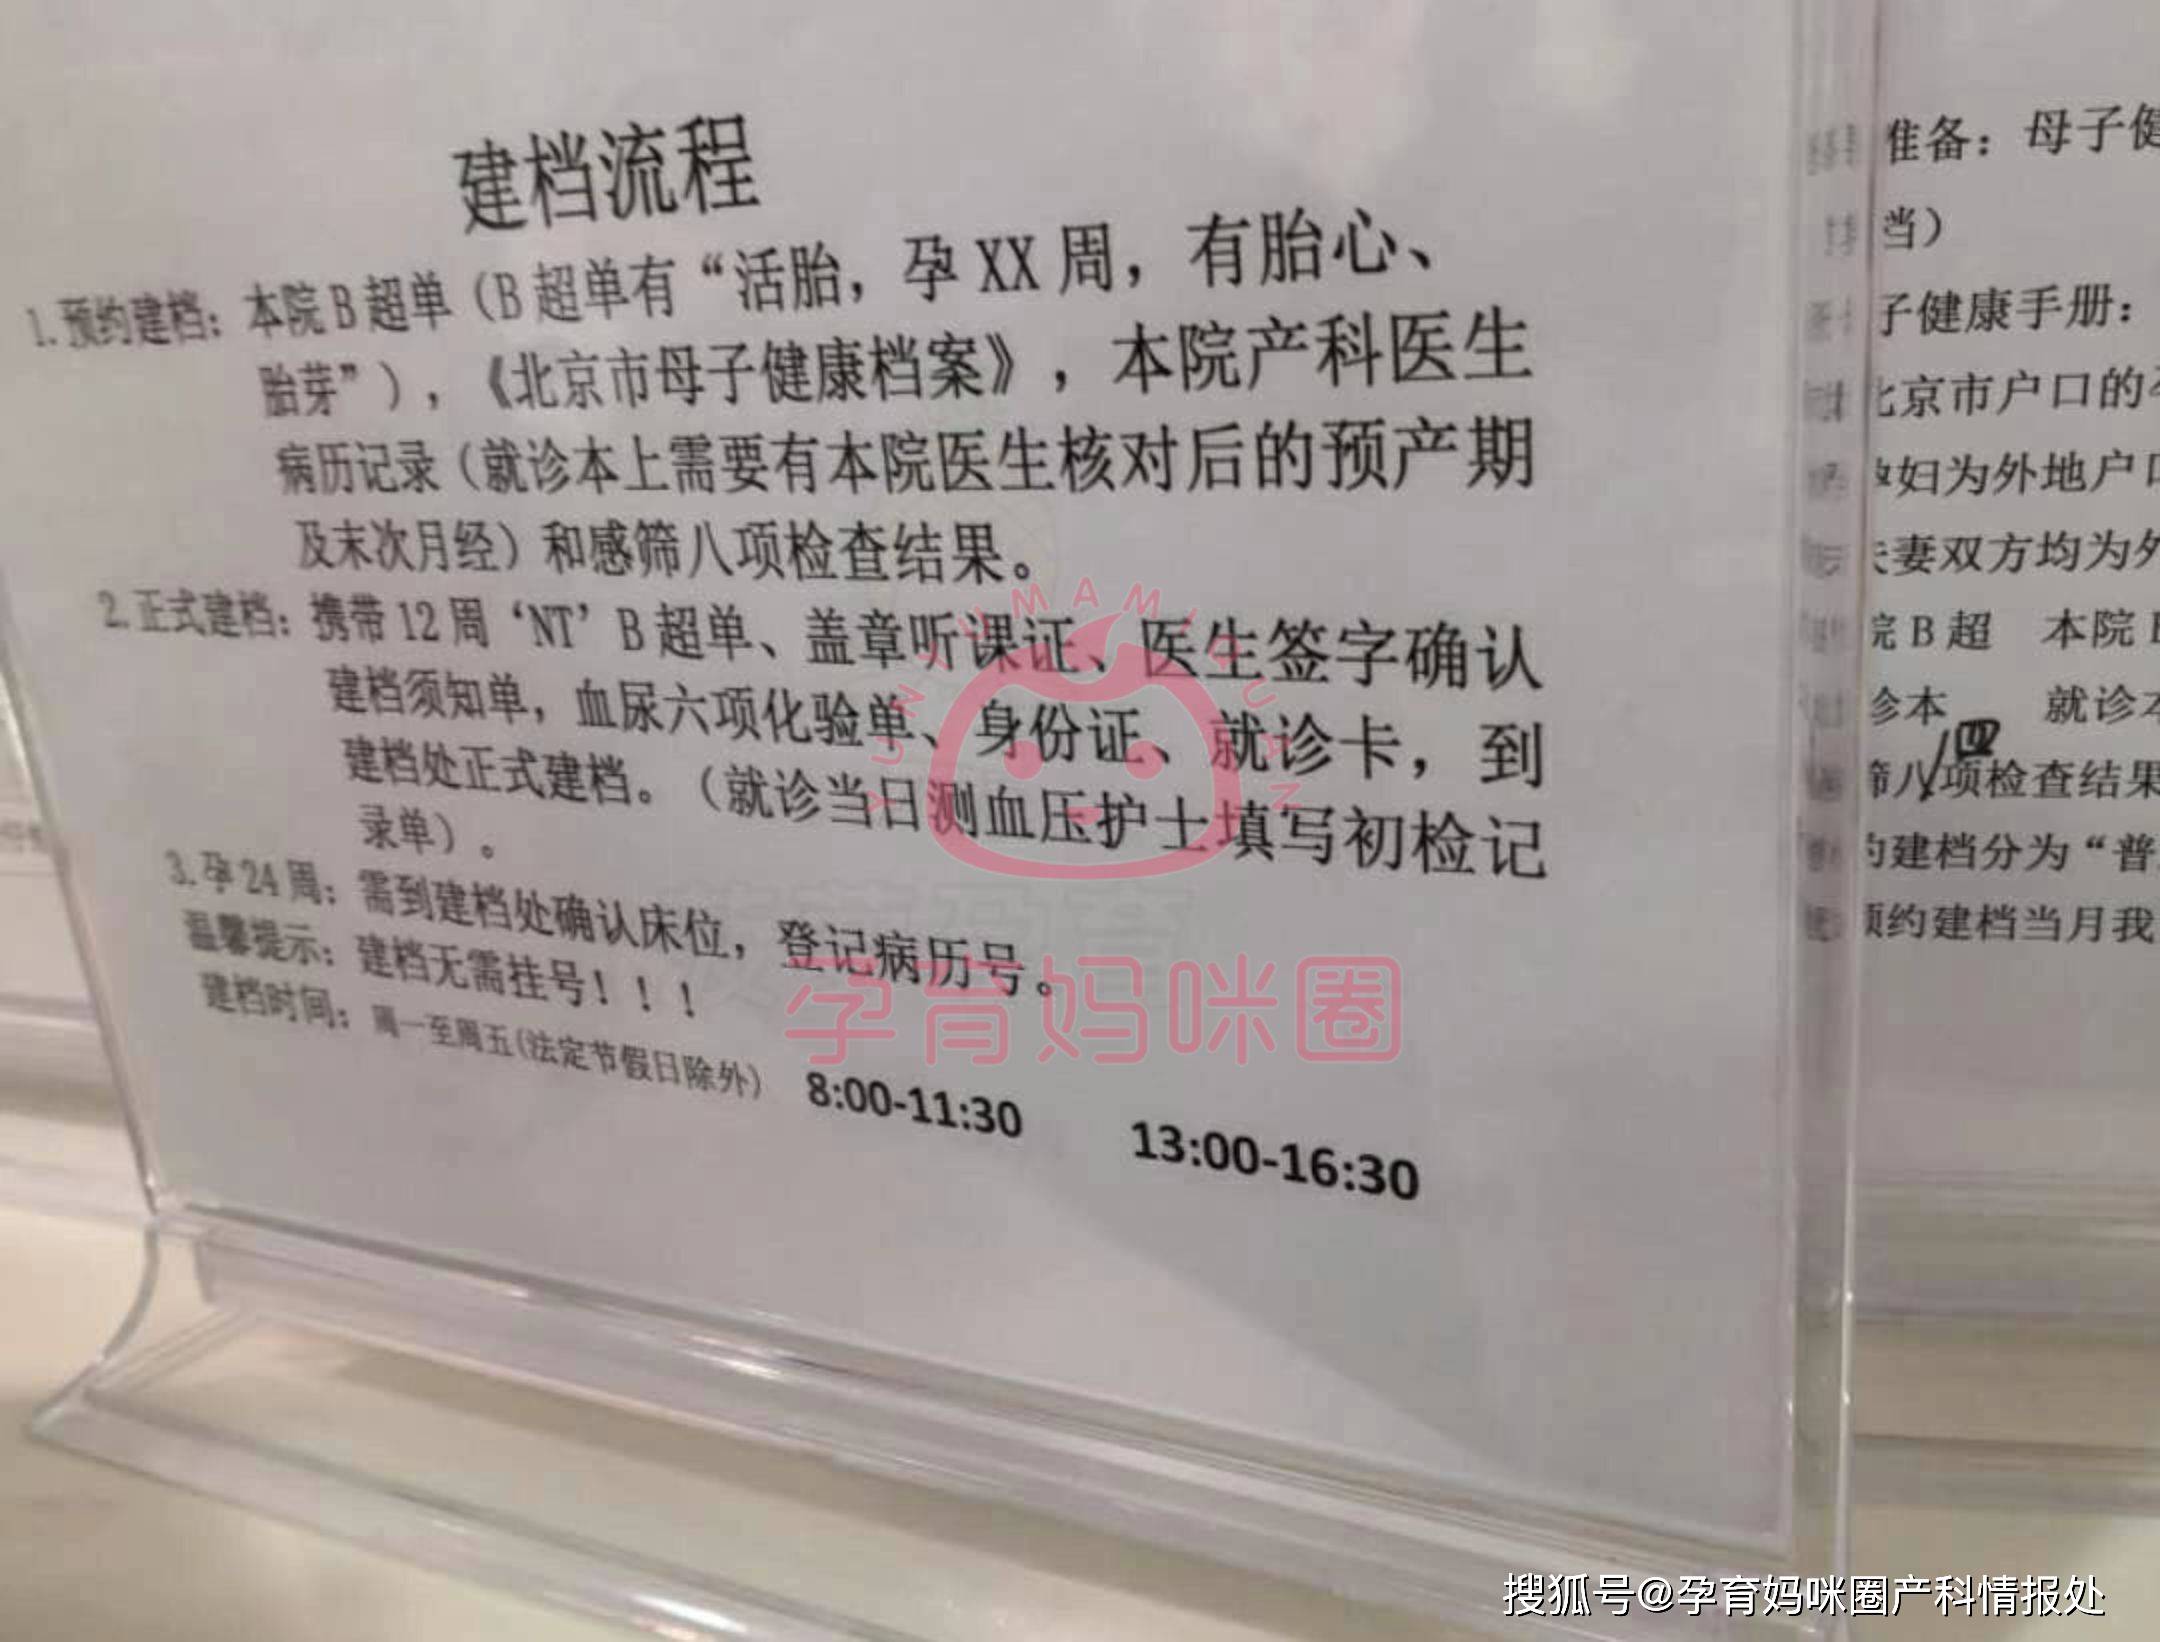 建档流程
1.预约建档：本院B超单（B超单有“活胎，孕XX周，有胎心、
胎芽”），《北京市母子健康档案》，本院产科医生
病历记录（就诊本上需要有本院医生核对后的预产期
及末次月经）和感筛八项检查结果。
2.正式建档：携带12周‘NT’B超单、盖章听课证、医生签字确认
建档须知单，血尿六项化验单、身份证、就诊卡，到
建档处正式建档。（就诊当日测血压护士填写初检记
录单）。
3.孕24周：需到建档处确认床位，登记病历号。
温馨提示：建档无需挂号！！！
建档时间：周一至周五(法定节假日除外) 8:00-11:30 13:00-16:30
YUNYUMAMIQUAN
孕育妈咪圈
准备：母子健
当）
子健康手册：
北京市户口的
孕妇为外地户口
夫妻双方均为外
院B超 本院B
诊本 就诊本
四
筛八项检查结果
约建档分为“普
预约建档当月我
搜狐号@孕育妈咪圈产科情报处